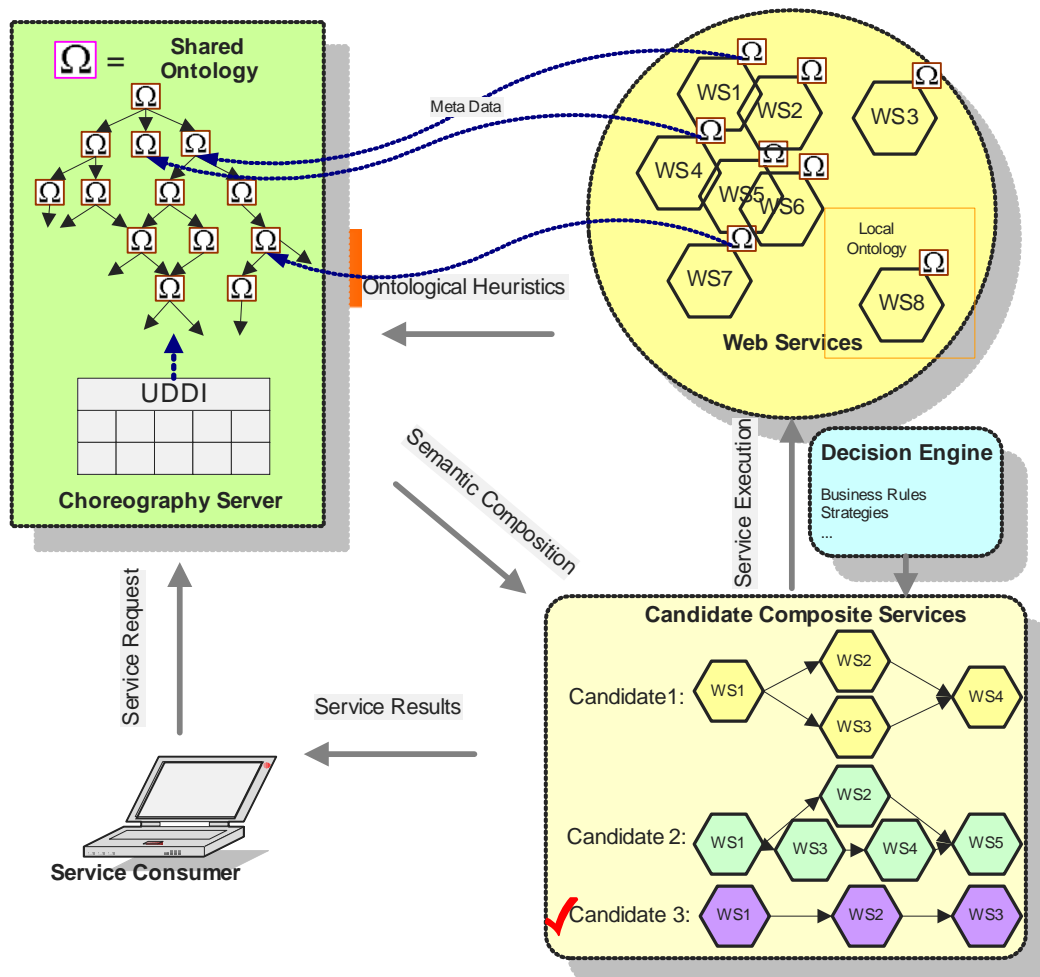 Ω = Shared
Ontology
Ω
Ω Ω Ω
Ω Ω Ω Ω
Ω Ω Ω
Ω Ω
UDDI
Choreography Server
Meta Data
Ontological Heuristics
Ω Ω Ω
WS1 WS2 WS3
Ω Ω Ω
WS4 WS5 WS6
Ω
WS7
Local
Ontology
Ω
WS8
Web Services
Semantic Composition
Service Execution
Decision Engine
Business Rules
Strategies
...
Service Request
Service Results
Service Consumer
Candidate Composite Services
Candidate1:
WS1 WS2 WS3 WS4
Candidate 2:
WS1 WS2 WS3 WS4 WS5
Candidate 3:
WS1 WS2 WS3